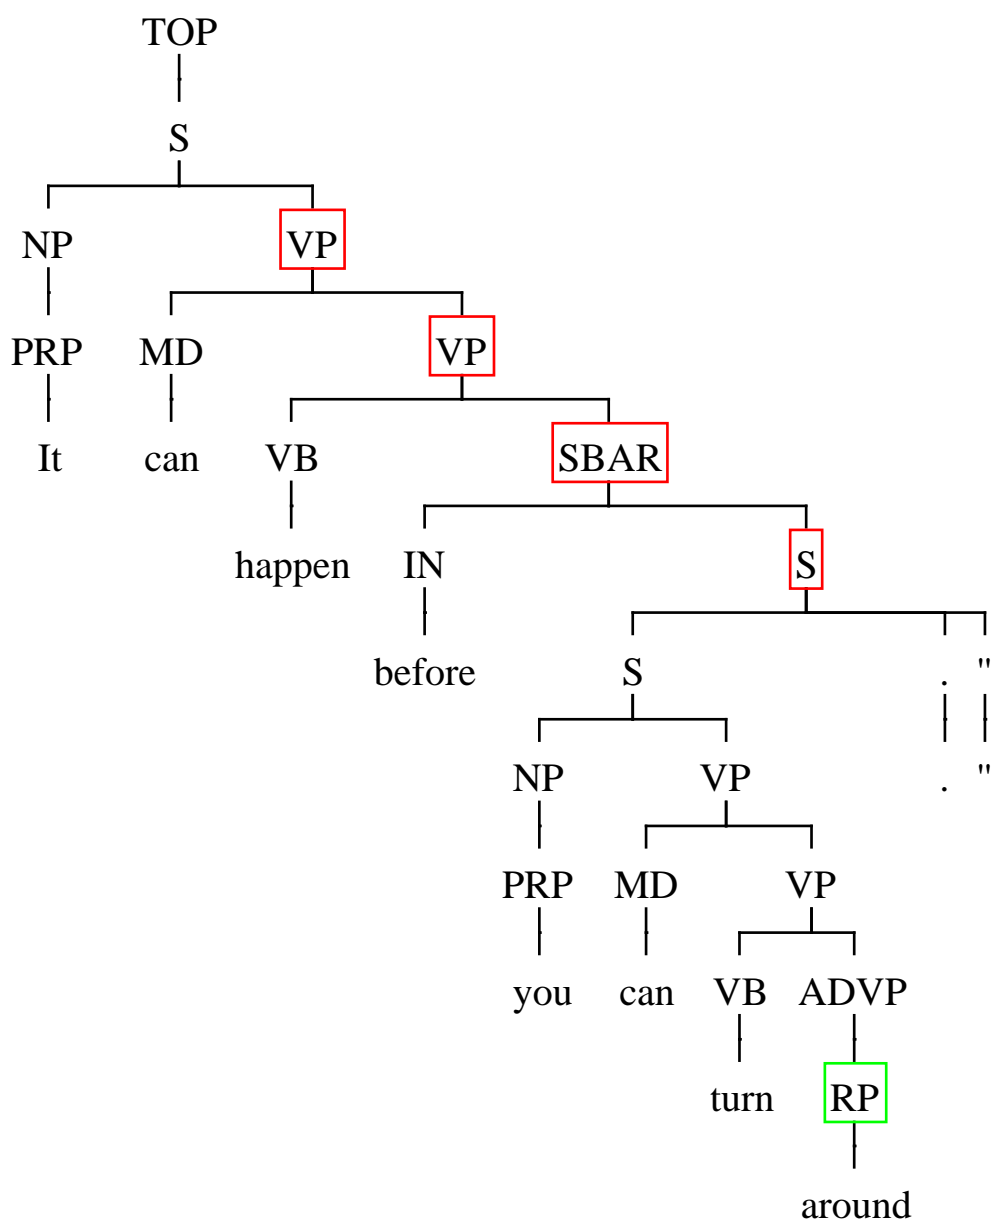 TOP
S
NP VP
PRP MD VP
It can VB SBAR
happen IN S
before S . "
NP VP . "
PRP MD VP
you can VB ADVP
turn RP
around